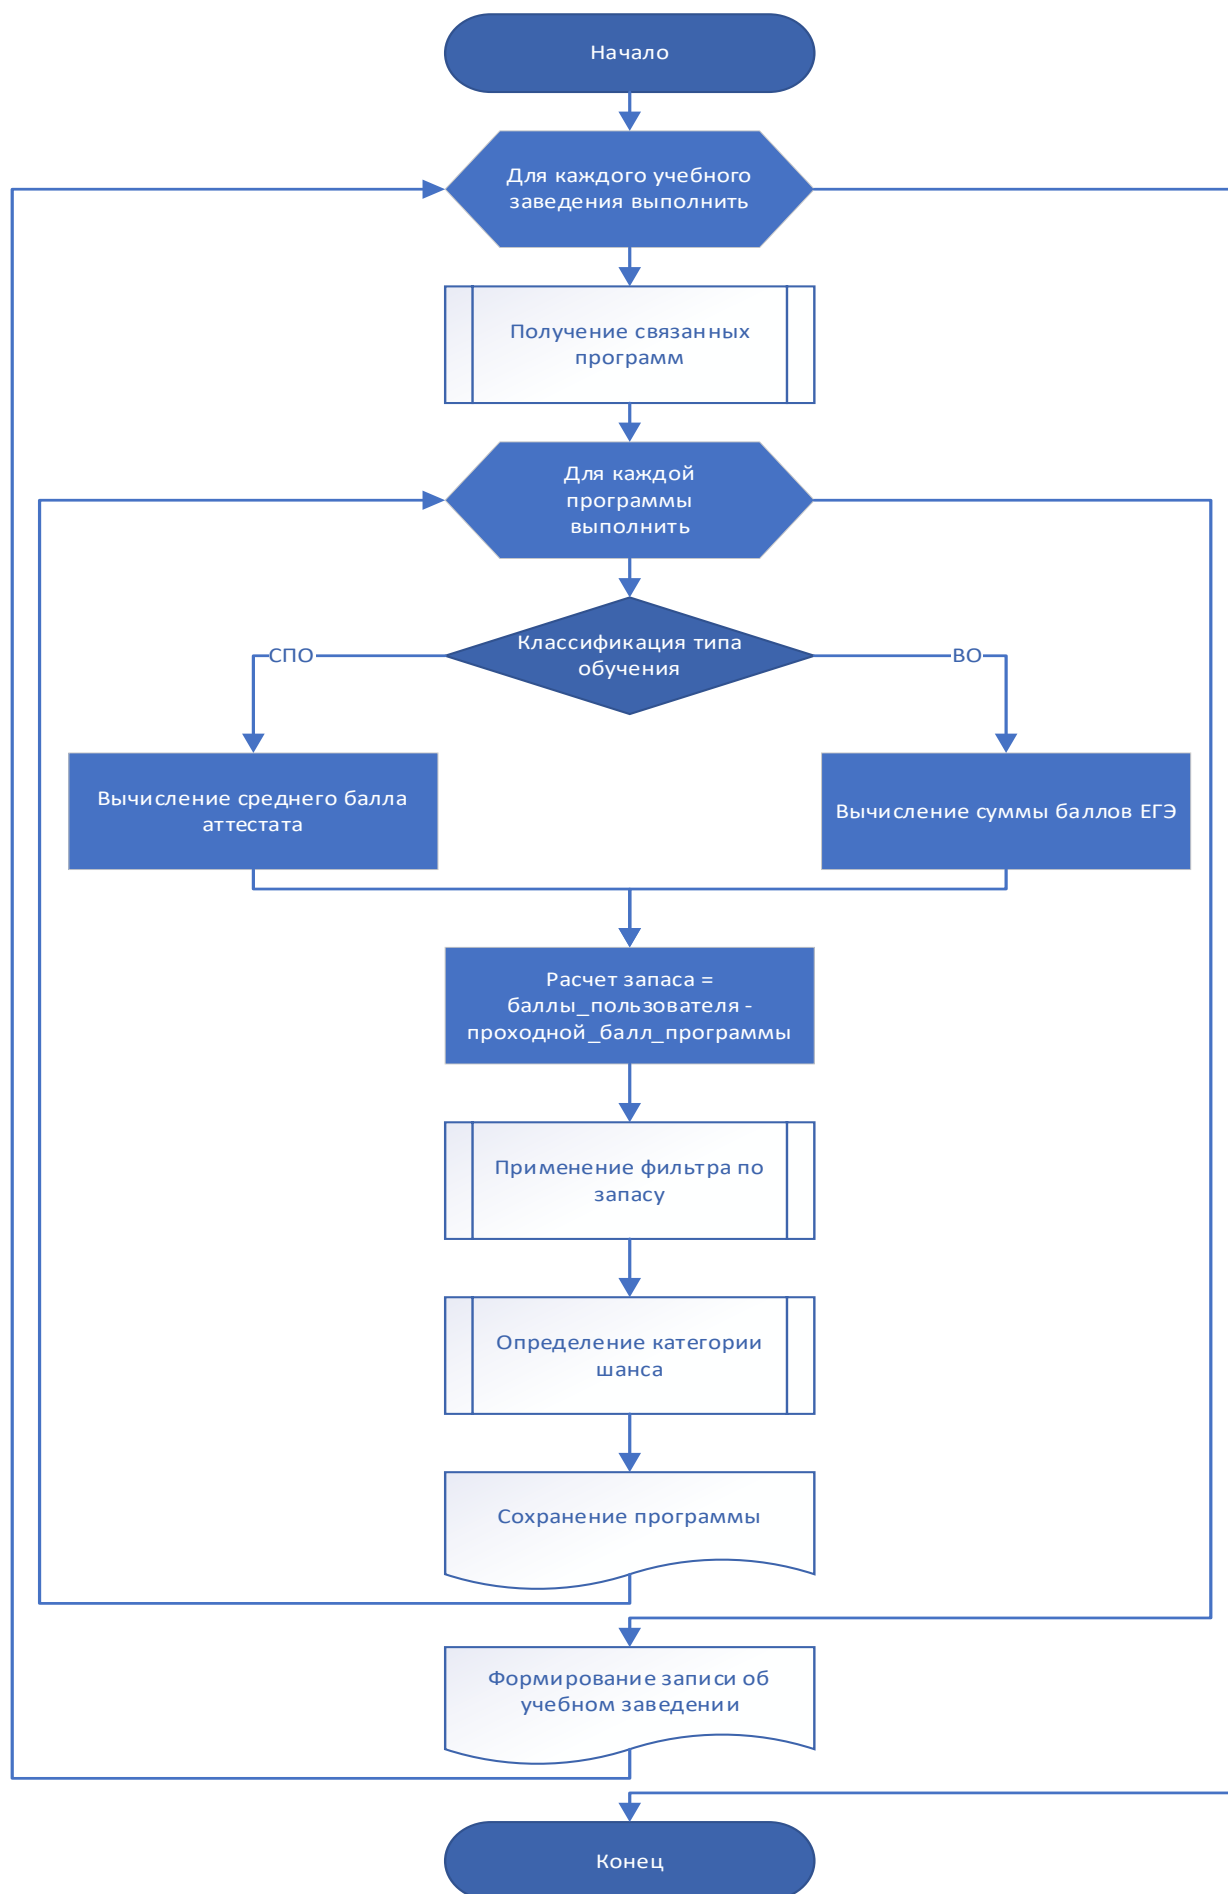 Начало
Для каждого учебного
заведения выполнить
Получение связанных
программ
Для каждой
программы
выполнить
Классификация типа
обучения
СПО
ВО
Вычисление среднего балла
аттестата
Вычисление суммы баллов ЕГЭ
Расчет запаса =
баллы_пользователя -
проходной_балл_программы
Применение фильтра по
запасу
Определение категории
шанса
Сохранение программы
Формирование записи об
учебном заведении
Конец